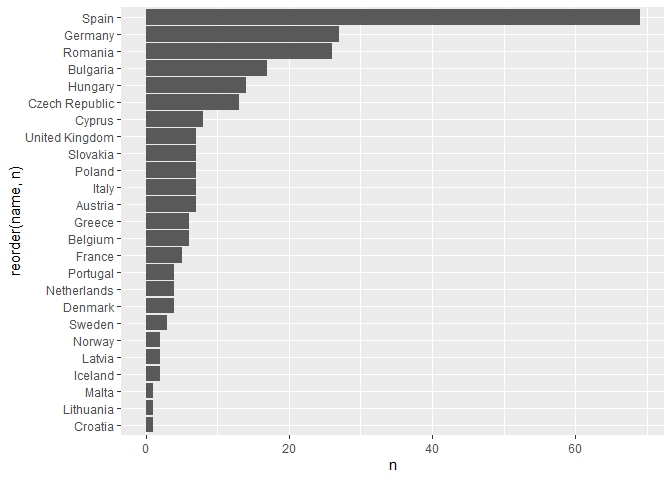 Spain
Germany
Romania
Bulgaria
Hungary
Czech Republic
Cyprus
United Kingdom
Slovakia
Poland
Italy
Austria
Greece
Belgium
France
Portugal
Netherlands
Denmark
Sweden
Norway
Latvia
Iceland
Malta
Lithuania
Croatia
reorder(name, n)
0 20 40 60
n